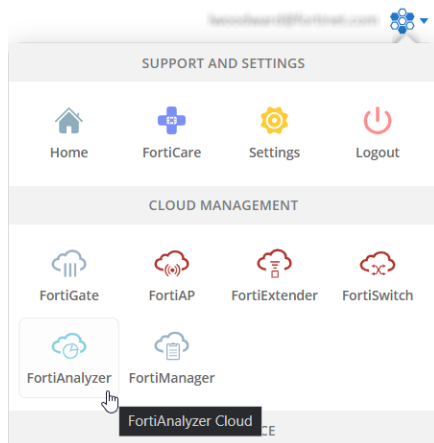 SUPPORT AND SETTINGS
Home FortiCare Settings Logout
CLOUD MANAGEMENT
FortiGate FortiAP FortiExtender FortiSwitch
FortiAnalyzer FortiManager
FortiAnalyzer Cloud